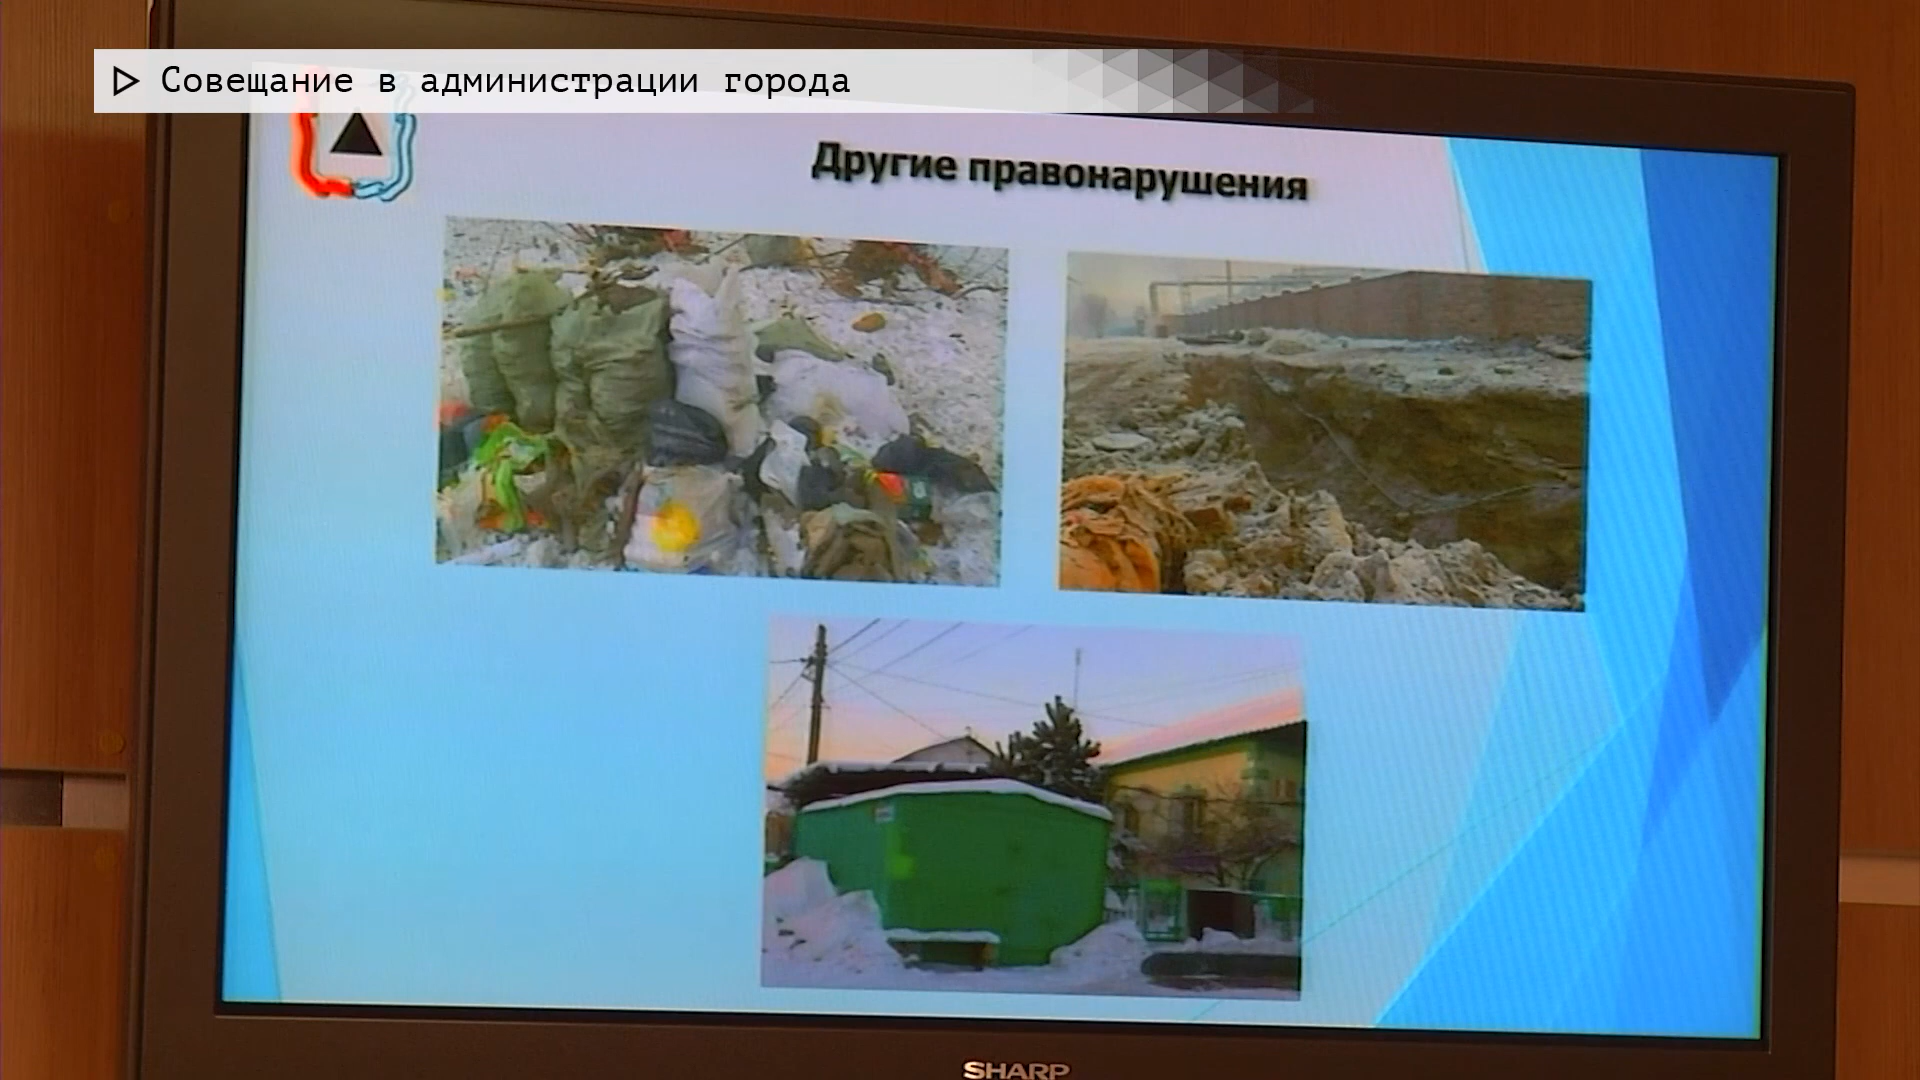 Совещание в администрации города
Другие правонарушения
SHARP